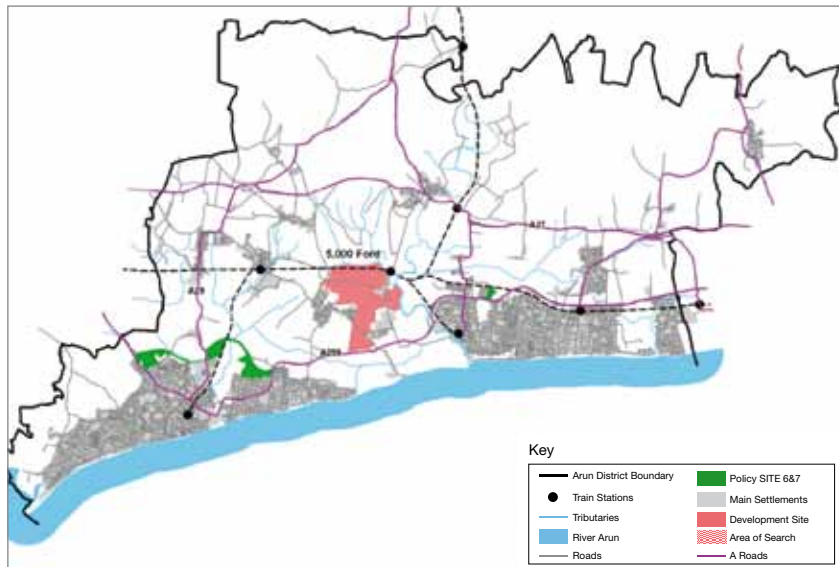 A27
5,000 Ford
A29
A259
Key
Arun District Boundary
Train Stations
Tributaries
River Arun
Roads
Policy SITE 6&7
Main Settlements
Development Site
Area of Search
A Roads